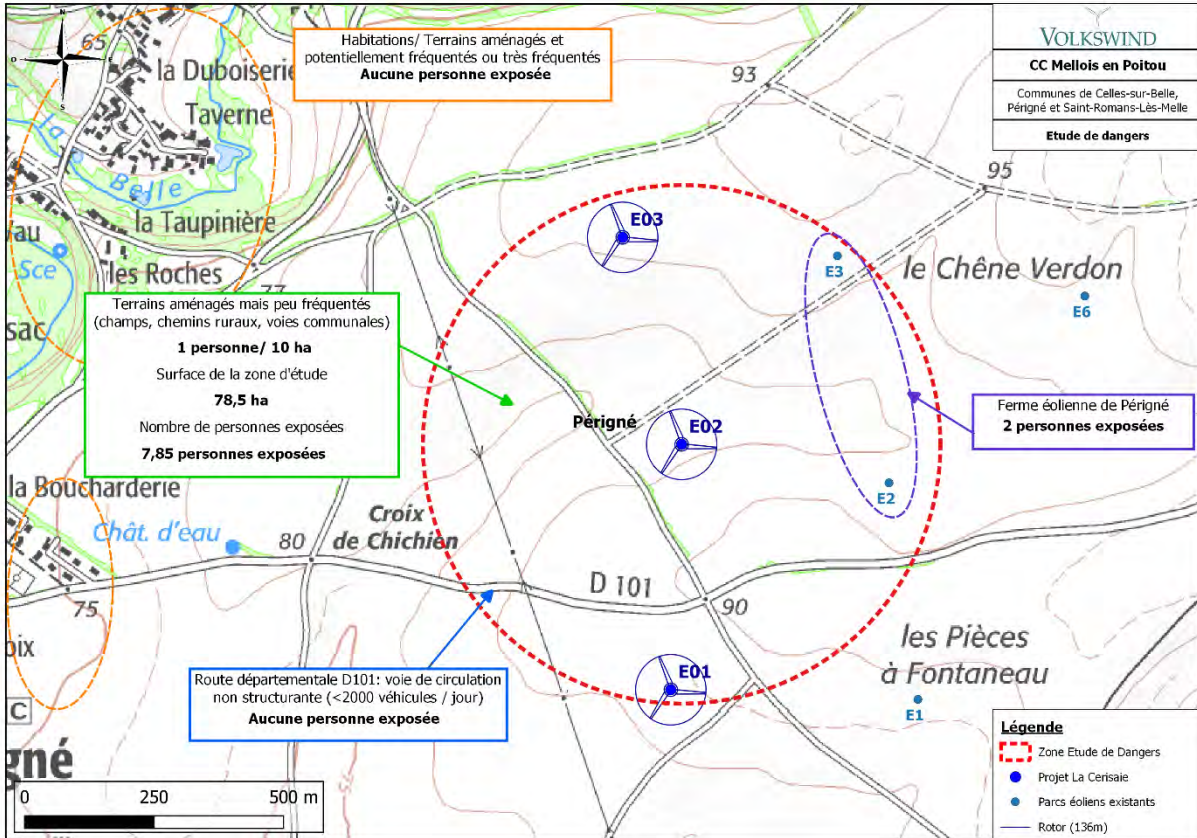 N
O
E
S
65
la Duboiserie
Taverne
la Belle
la Taupinière
les Roches
au
Sce
77
sac
Habitations/ Terrains aménagés et
potentiellement fréquentés ou très fréquentés
Aucune personne exposée
93
95
VOLKSWIND
CC Mellois en Poitou
Communes de Celles-sur-Belle,
Périgné et Saint-Romans-Lès-Melle
Etude de dangers
E03
E3
le Chêne Verdon
E6
Terrains aménagés mais peu fréquentés
(champs, chemins ruraux, voies communales)
1 personne/ 10 ha
Surface de la zone d'étude
78,5 ha
Nombre de personnes exposées
7,85 personnes exposées
Périgné
E02
Ferme éolienne de Périgné
2 personnes exposées
E2
la Boucharderie
Chât. d'eau
80
Croix
de Chichien
D 101
90
75
oix
C
gné
Route départementale D101: voie de circulation
non structurante (<2000 véhicules / jour)
Aucune personne exposée
E01
les Pièces
à Fontaneau
E1
Légende
Zone Etude de Dangers
Projet La Cerisaie
Parcs éoliens existants
Rotor (136m)
0 250 500 m